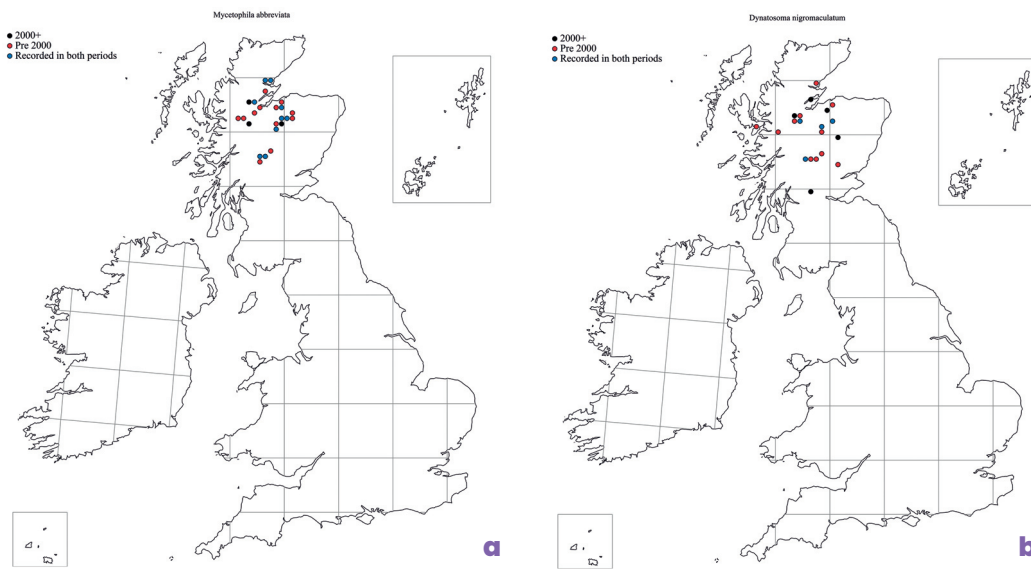 Mycetophila abbreviata
2000+
Pre 2000
Recorded in both periods
a
Dynatosoma nigromaculatum
2000+
Pre 2000
Recorded in both periods
b